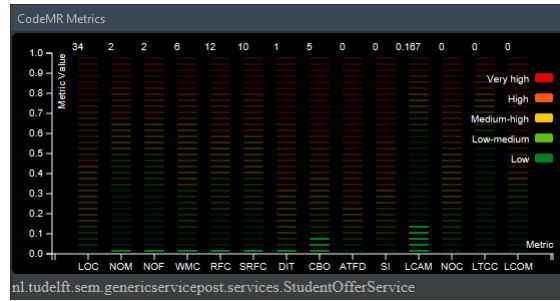 CodeMR Metrics
34 2 2 6 12 10 1 5 0 0 0.167 0 0 0
1.0
0.9
0.8
0.7
0.6
0.5
0.4
0.3
0.2
0.1
0.0
Metric Value
Very high
High
Medium-high
Low-medium
Low
Metric
LOC NOM NOF WMC RFC SRFC DIT CBO ATFD SI LCAM NOC LTCC LCOM
nl.tudelft.sem.genericservicepost.services.StudentOfferService